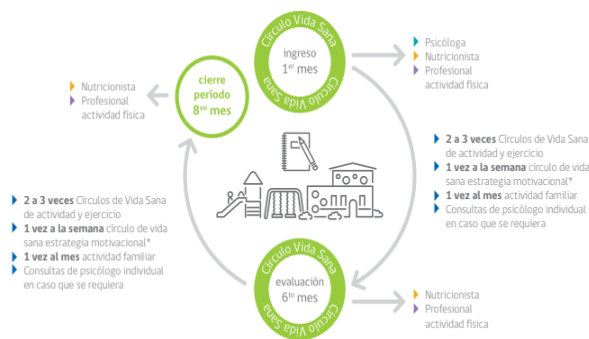 Círculo Vida Sana
ingreso
1er mes
Círculo Vida Sana
Psicóloga
Nutricionista
Profesional
actividad física
cierre
período
8vo mes
Nutricionista
Profesional
actividad física
2 a 3 veces Círculos de Vida Sana
de actividad y ejercicio
1 vez a la semana círculo de vida
sana estrategia motivacional*
1 vez al mes actividad familiar
Consultas de psicólogo individual
en caso que se requiera
2 a 3 veces Círculos de Vida Sana
de actividad y ejercicio
1 vez a la semana círculo de vida
sana estrategia motivacional*
1 vez al mes actividad familiar
Consultas de psicólogo individual
en caso que se requiera
Círculo Vida Sana
evaluación
6to mes
Círculo Vida Sana
Nutricionista
Profesional
actividad física